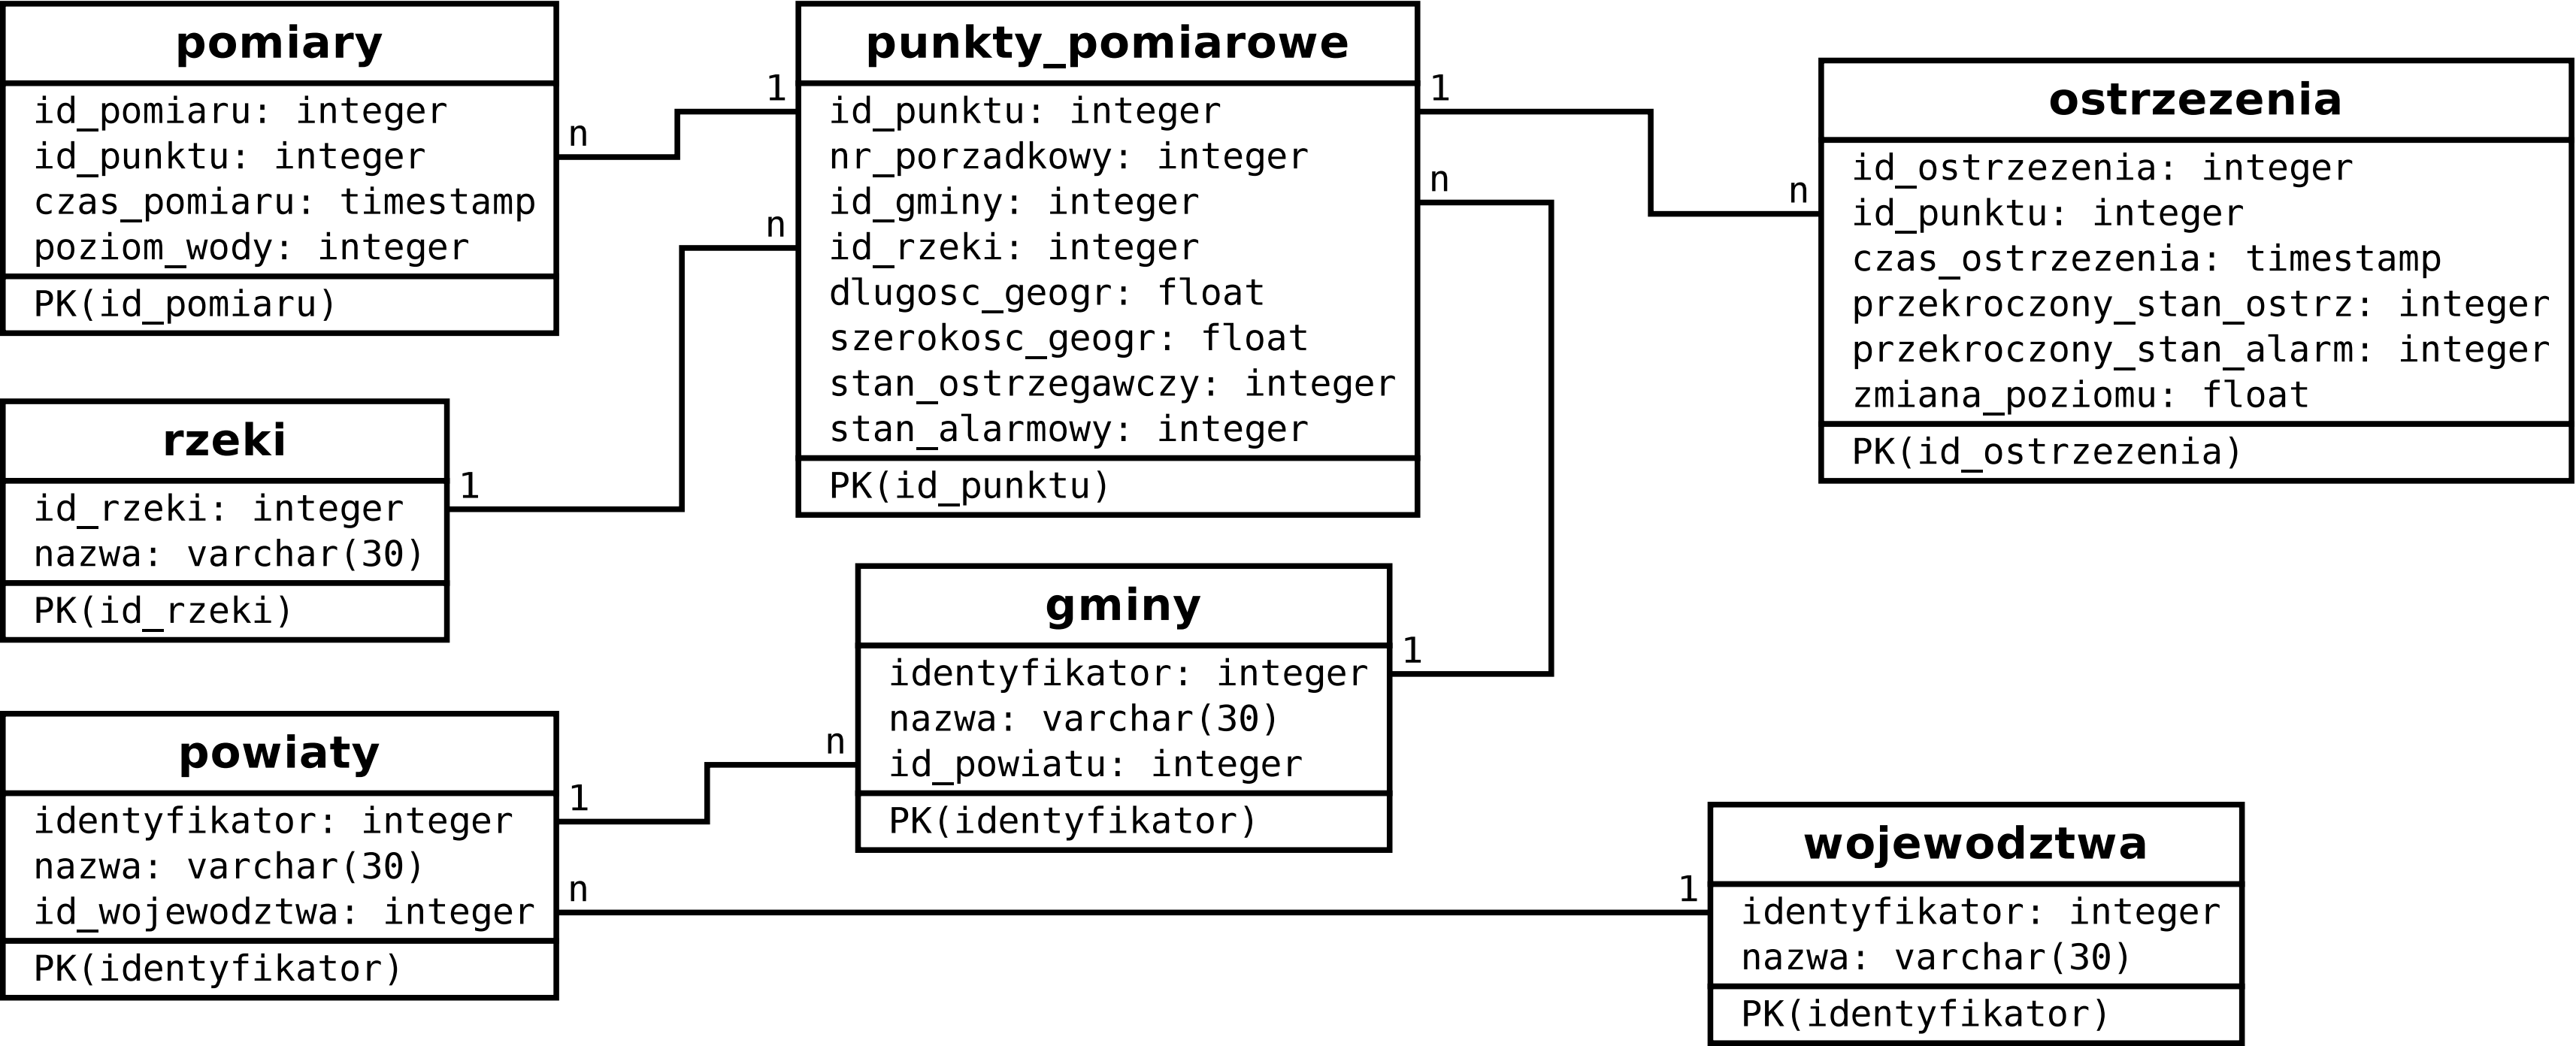 pomiary
id_pomiaru: integer
id_punktu: integer
czas_pomiaru: timestamp
poziom_wody: integer
PK(id_pomiaru)
n
1
punkty_pomiarowe
id_punktu: integer
nr_porzadkowy: integer
id_gminy: integer
id_rzeki: integer
dlugosc_geogr: float
szerokosc_geogr: float
stan_ostrzegawczy: integer
stan_alarmowy: integer
PK(id_punktu)
1
n
n
n
ostrzezenia
id_ostrzezenia: integer
id_punktu: integer
czas_ostrzezenia: timestamp
przekroczony_stan_ostrz: integer
przekroczony_stan_alarm: integer
zmiana_poziomu: float
PK(id_ostrzezenia)
rzeki
id_rzeki: integer
nazwa: varchar(30)
PK(id_rzeki)
1
gminy
identyfikator: integer
nazwa: varchar(30)
id_powiatu: integer
PK(identyfikator)
1
n
powiaty
identyfikator: integer
nazwa: varchar(30)
id_wojewodztwa: integer
PK(identyfikator)
1
n
1
wojewodztwa
identyfikator: integer
nazwa: varchar(30)
PK(identyfikator)